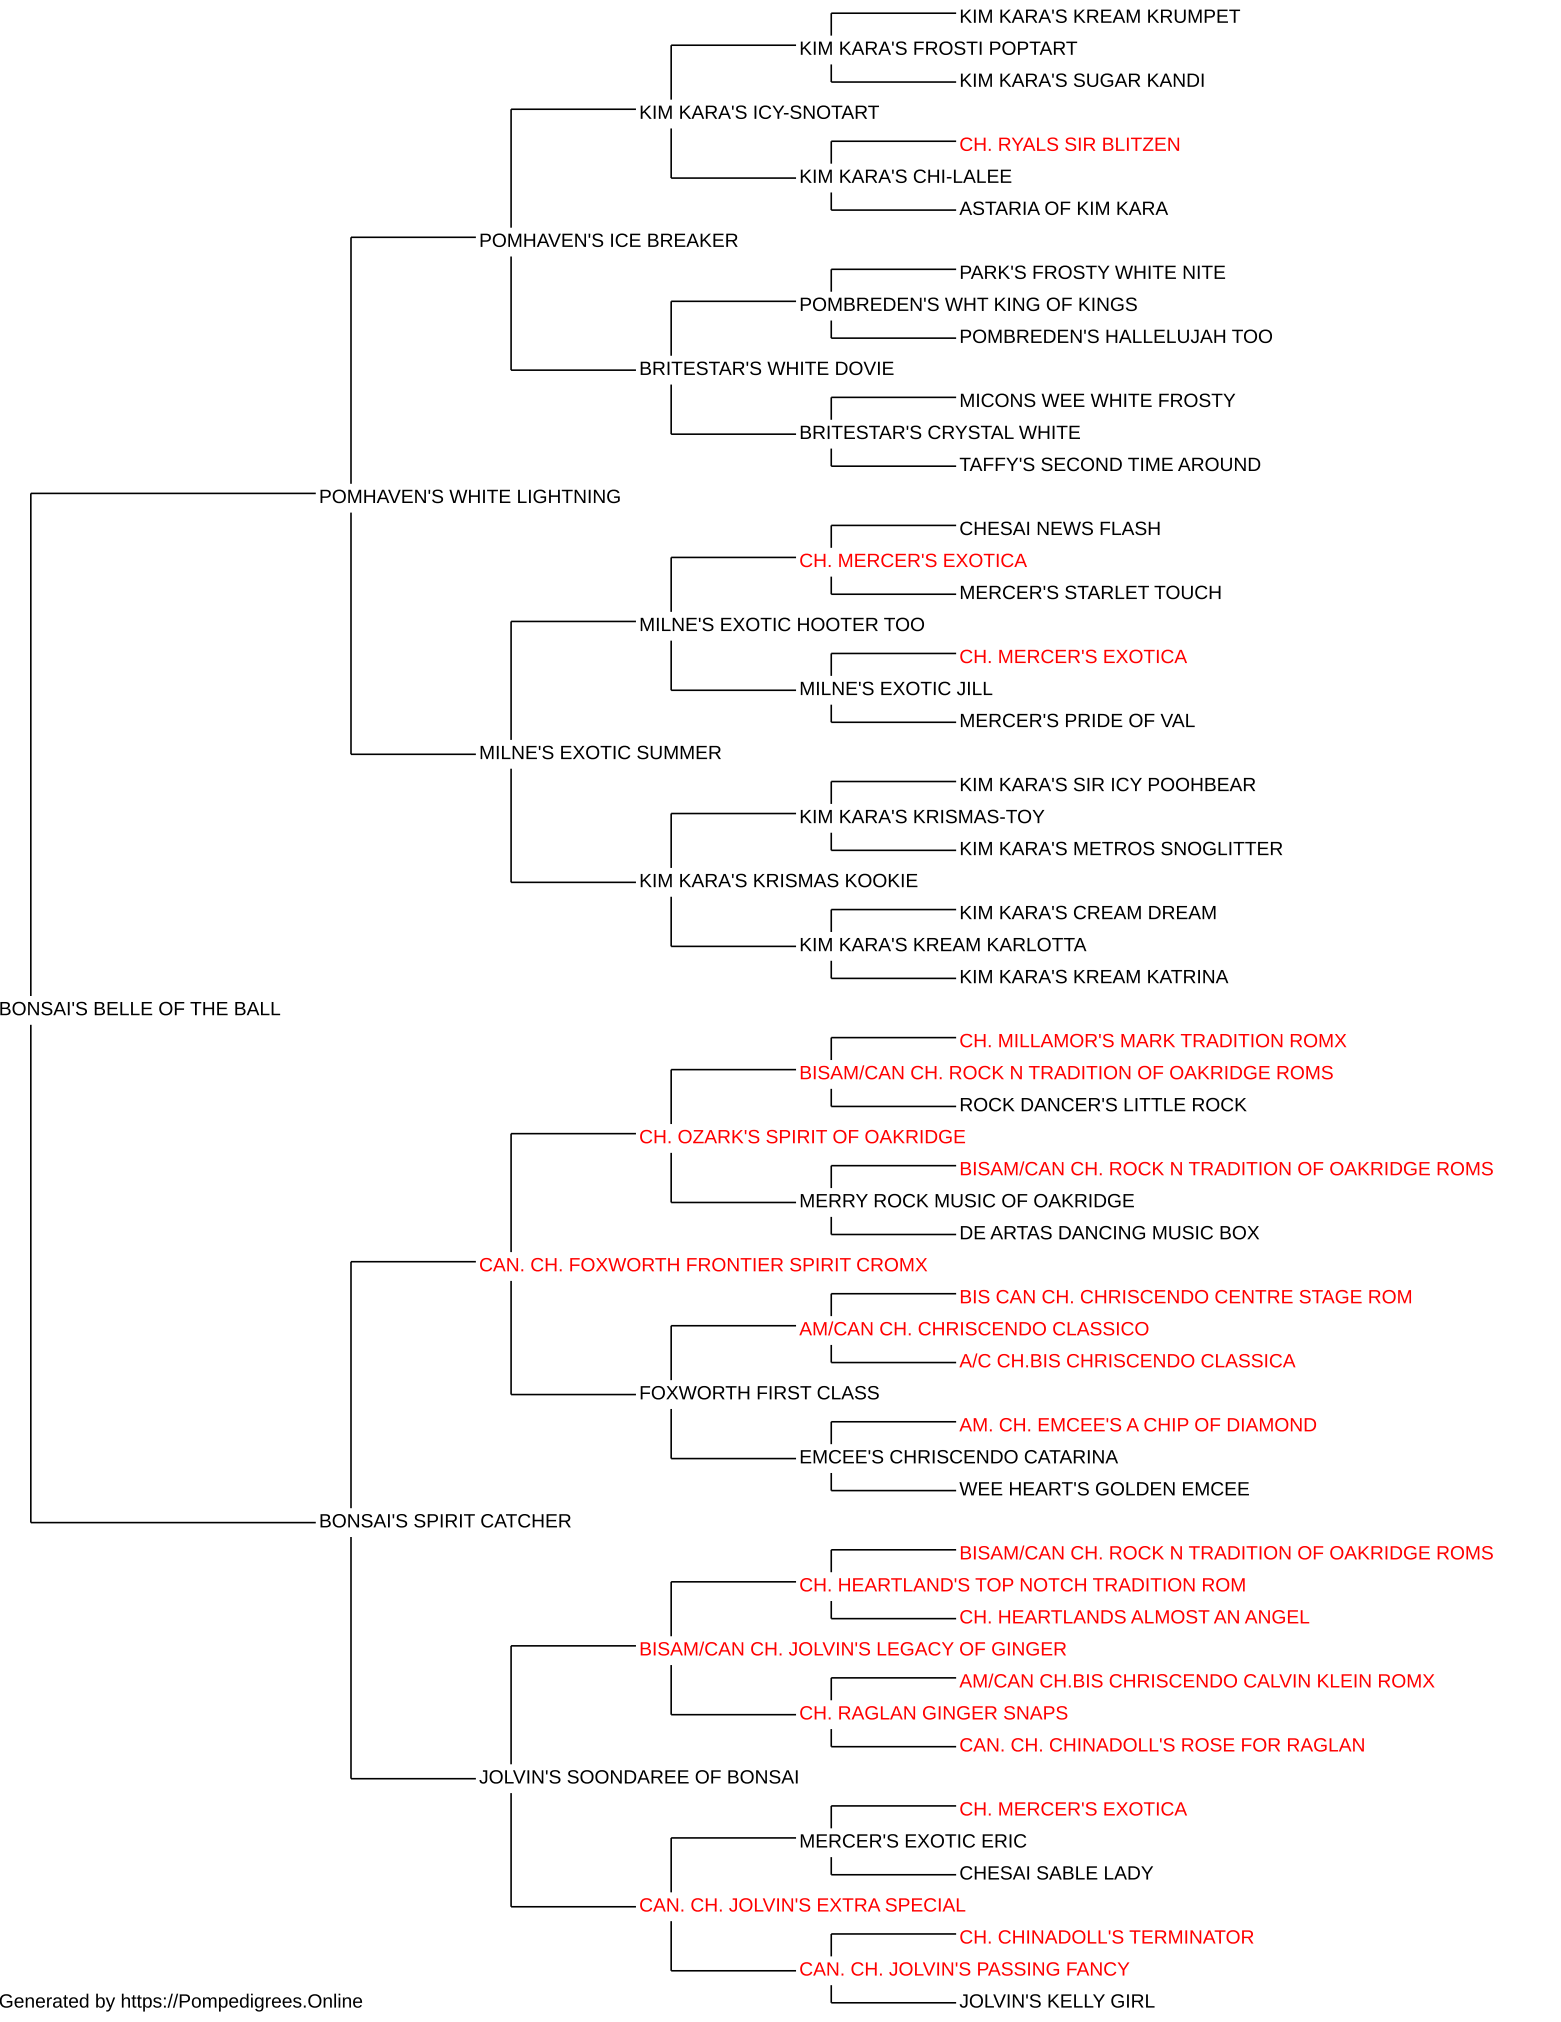 KIM KARA'S KREAM KRUMPET
KIM KARA'S FROSTI POPTART
KIM KARA'S SUGAR KANDI
KIM KARA'S ICY-SNOTART
CH. RYALS SIR BLITZEN
KIM KARA'S CHI-LALEE
ASTARIA OF KIM KARA
POMHAVEN'S ICE BREAKER
PARK'S FROSTY WHITE NITE
POMBREDEN'S WHT KING OF KINGS
POMBREDEN'S HALLELUJAH TOO
BRITESTAR'S WHITE DOVIE
MICONS WEE WHITE FROSTY
BRITESTAR'S CRYSTAL WHITE
TAFFY'S SECOND TIME AROUND
POMHAVEN'S WHITE LIGHTNING
CHESAI NEWS FLASH
CH. MERCER'S EXOTICA
MERCER'S STARLET TOUCH
MILNE'S EXOTIC HOOTER TOO
CH. MERCER'S EXOTICA
MILNE'S EXOTIC JILL
MERCER'S PRIDE OF VAL
MILNE'S EXOTIC SUMMER
KIM KARA'S SIR ICY POOHBEAR
KIM KARA'S KRISMAS-TOY
KIM KARA'S METROS SNOGLITTER
KIM KARA'S KRISMAS KOOKIE
KIM KARA'S CREAM DREAM
KIM KARA'S KREAM KARLOTTA
KIM KARA'S KREAM KATRINA
BONSAI'S BELLE OF THE BALL
CH. MILLAMOR'S MARK TRADITION ROMX
BISAM/CAN CH. ROCK N TRADITION OF OAKRIDGE ROMS
ROCK DANCER'S LITTLE ROCK
CH. OZARK'S SPIRIT OF OAKRIDGE
BISAM/CAN CH. ROCK N TRADITION OF OAKRIDGE ROMS
MERRY ROCK MUSIC OF OAKRIDGE
DE ARTAS DANCING MUSIC BOX
CAN. CH. FOXWORTH FRONTIER SPIRIT CROMX
BIS CAN CH. CHRISCENDO CENTRE STAGE ROM
AM/CAN CH. CHRISCENDO CLASSICO
A/C CH.BIS CHRISCENDO CLASSICA
FOXWORTH FIRST CLASS
AM. CH. EMCEE'S A CHIP OF DIAMOND
EMCEE'S CHRISCENDO CATARINA
WEE HEART'S GOLDEN EMCEE
BONSAI'S SPIRIT CATCHER
BISAM/CAN CH. ROCK N TRADITION OF OAKRIDGE ROMS
CH. HEARTLAND'S TOP NOTCH TRADITION ROM
CH. HEARTLANDS ALMOST AN ANGEL
BISAM/CAN CH. JOLVIN'S LEGACY OF GINGER
AM/CAN CH.BIS CHRISCENDO CALVIN KLEIN ROMX
CH. RAGLAN GINGER SNAPS
CAN. CH. CHINADOLL'S ROSE FOR RAGLAN
JOLVIN'S SOONDAREE OF BONSAI
CH. MERCER'S EXOTICA
MERCER'S EXOTIC ERIC
CHESAI SABLE LADY
CAN. CH. JOLVIN'S EXTRA SPECIAL
CH. CHINADOLL'S TERMINATOR
CAN. CH. JOLVIN'S PASSING FANCY
JOLVIN'S KELLY GIRL
Generated by https://Pompedigrees.Online